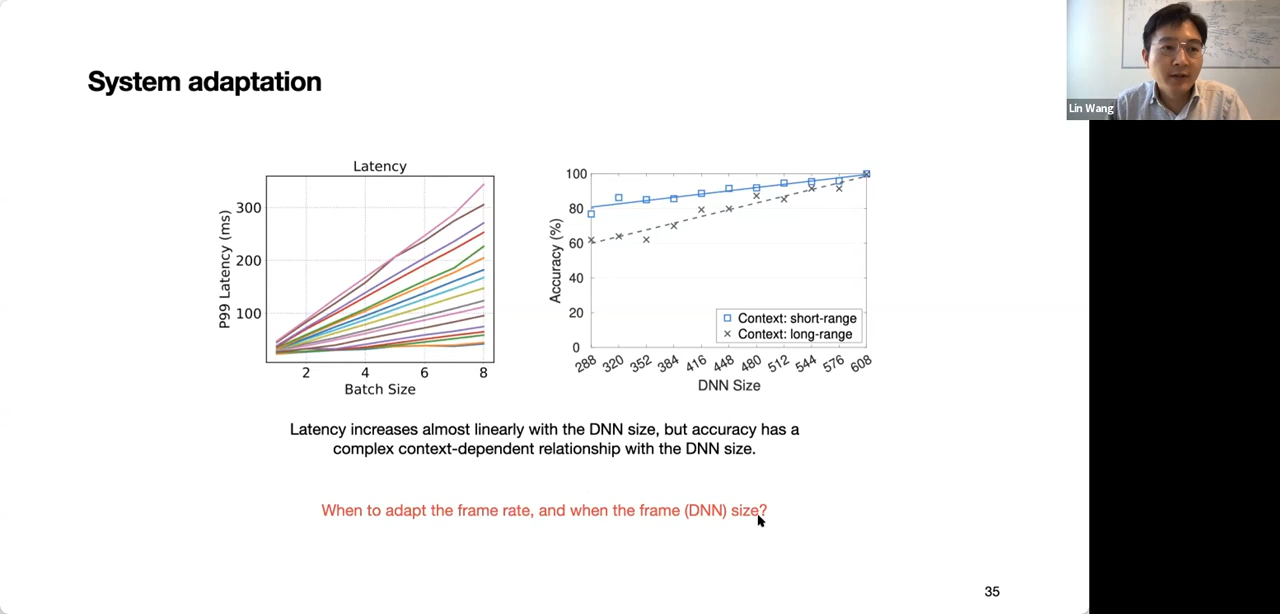 System adaptation
Lin Wang
Latency
300
200
100
P99 Latency (ms)
2 4 6 8
Batch Size
100
80
60
40
20
0
Accuracy (%)
Context: short-range
Context: long-range
288 320 352 384 416 448 480 512 544 576 608
DNN Size
Latency increases almost linearly with the DNN size, but accuracy has a
complex context-dependent relationship with the DNN size.
When to adapt the frame rate, and when the frame (DNN) size?
35